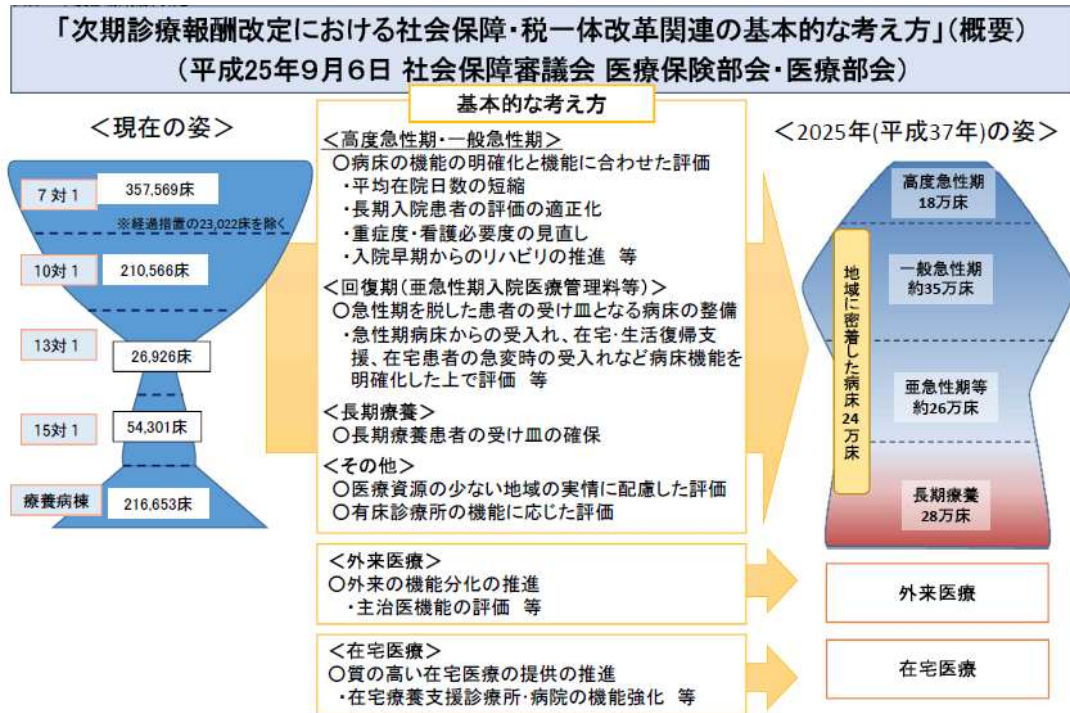 「次期診療報酬改定における社会保障・税一体改革関連の基本的な考え方」(概要)
(平成25年9月6日 社会保障審議会 医療保険部会・医療部会)
<現在の姿>
7対1
357,569床
※経過措置の23,022床を除く
10対1
210,566床
13対1
26,926床
15対1
54,301床
療養病棟
216,653床
基本的な考え方
<高度急性期・一般急性期>
○病床の機能の明確化と機能に合わせた評価
・平均在院日数の短縮
・長期入院患者の評価の適正化
・重症度・看護必要度の見直し
・入院早期からのリハビリの推進 等
<回復期(亜急性期入院医療管理料等)>
○急性期を脱した患者の受け皿となる病床の整備
・急性期病床からの受入れ、在宅・生活復帰支
援、在宅患者の急変時の受入れなど病床機能を
明確化した上で評価 等
<長期療養>
○長期療養患者の受け皿の確保
<その他>
○医療資源の少ない地域の実情に配慮した評価
○有床診療所の機能に応じた評価
<外来医療>
○外来の機能分化の推進
・主治医機能の評価 等
<在宅医療>
○質の高い在宅医療の提供の推進
・在宅療養支援診療所・病院の機能強化 等
<2025年(平成37年)の姿>
高度急性期
18万床
一般急性期
約35万床
亜急性期等
約26万床
長期療養
28万床
地域に密着した病床24万床
外来医療
在宅医療